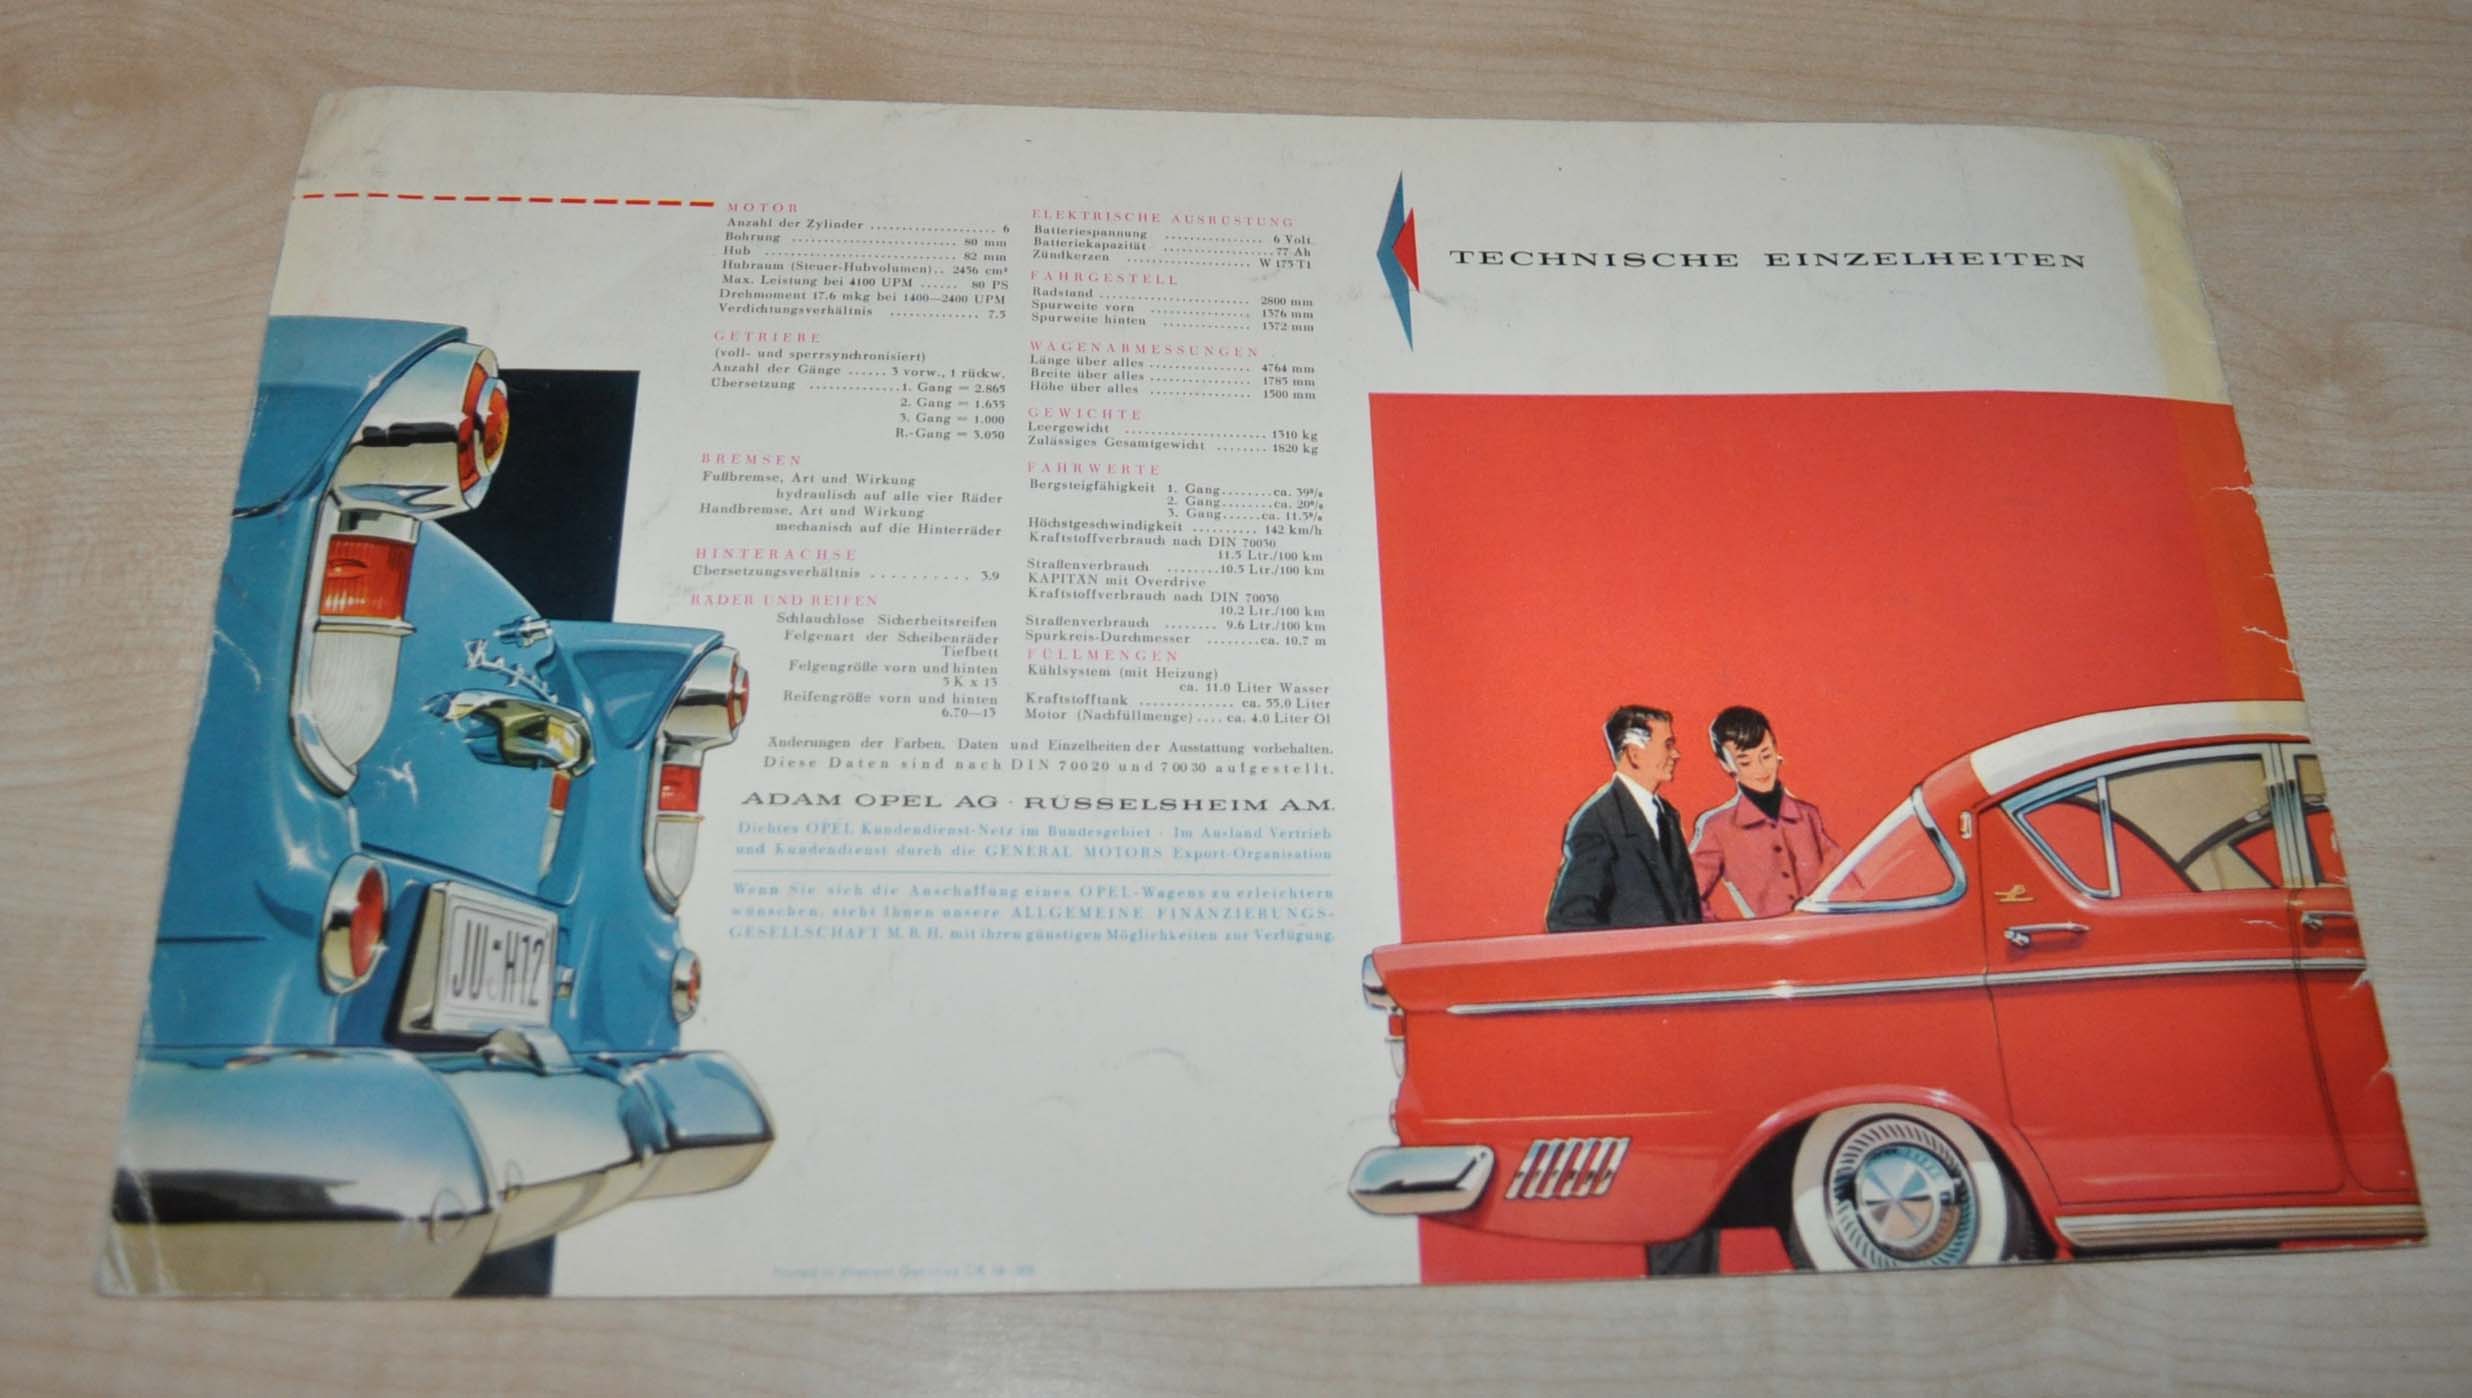 MOTOR
Anzahl der Zylinder .................... 6
Bohrung .......................... 80 mm
Hub .............................. 82 mm
Hubraum (Steuer-Hubvolumen).. 2456 cm³
Max. Leistung bei 4100 UPM ...... 80 PS
Drehmoment 17.6 mkg bei 1400—2400 UPM
Verdichtungsverhältnis .............. 7.5
GETRIEBE
(voll- und sperrsynchronisiert)
Anzahl der Gänge ...... 3 vorw., 1 rückw.
Übersetzung .............. 1. Gang = 2.865
2. Gang = 1.635
3. Gang = 1.000
R.-Gang = 3.050
BREMSEN
Fußbremse, Art und Wirkung
hydraulisch auf alle vier Räder
Handbremse, Art und Wirkung
mechanisch auf die Hinterräder
HINTERACHSE
Übersetzungsverhältnis .......... 3.9
RÄDER UND REIFEN
Schlauchlose Sicherheitsreifen
Felgenart der Scheibenräder
Tiefbett
Felgengröße vorn und hinten
5 K x 13
Reifengröße vorn und hinten
6.70—13
ELEKTRISCHE AUSRÜSTUNG
Batteriespannung ................ 6 Volt
Batteriekapazität .................. 77 Ah
Zündkerzen .................... W 175 T1
FAHRGESTELL
Radstand ........................ 2800 mm
Spurweite vorn ................ 1376 mm
Spurweite hinten .............. 1372 mm
WAGENABMESSUNGEN
Länge über alles ................ 4764 mm
Breite über alles ................ 1785 mm
Höhe über alles ................ 1500 mm
GEWICHTE
Leergewicht ...................... 1310 kg
Zulässiges Gesamtgewicht ........ 1820 kg
FAHRWERTE
Bergsteigfähigkeit 1. Gang........ca. 39%
2. Gang........ca. 20%
3. Gang......ca. 11.5%
Höchstgeschwindigkeit .......... 142 km/h
Kraftstoffverbrauch nach DIN 70030
11.5 Ltr./100 km
Straßenverbrauch ........10.5 Ltr./100 km
KAPITÄN mit Overdrive
Kraftstoffverbrauch nach DIN 70030
10.2 Ltr./100 km
Straßenverbrauch ........ 9.6 Ltr./100 km
Spurkreis-Durchmesser ........ca. 10.7 m
FÜLLMENGEN
Kühlsystem (mit Heizung)
ca. 11.0 Liter Wasser
Kraftstofftank .............. ca. 55.0 Liter
Motor (Nachfüllmenge) .... ca. 4.0 Liter Öl
Änderungen der Farben, Daten und Einzelheiten der Ausstattung vorbehalten.
Diese Daten sind nach DIN 70020 und 70030 aufgestellt.
ADAM OPEL AG · RÜSSELSHEIM A.M.
Dichtes OPEL Kundendienst-Netz im Bundesgebiet · Im Ausland Vertrieb
und Kundendienst durch die GENERAL MOTORS Export-Organisation
Wenn Sie sich die Anschaffung eines OPEL-Wagens zu erleichtern
wünschen, steht Ihnen unsere ALLGEMEINE FINANZIERUNGS-
GESELLSCHAFT M. B. H. mit ihren günstigen Möglichkeiten zur Verfügung.
TECHNISCHE EINZELHEITEN
Kapitän
JU H12
Printed in Western Germany